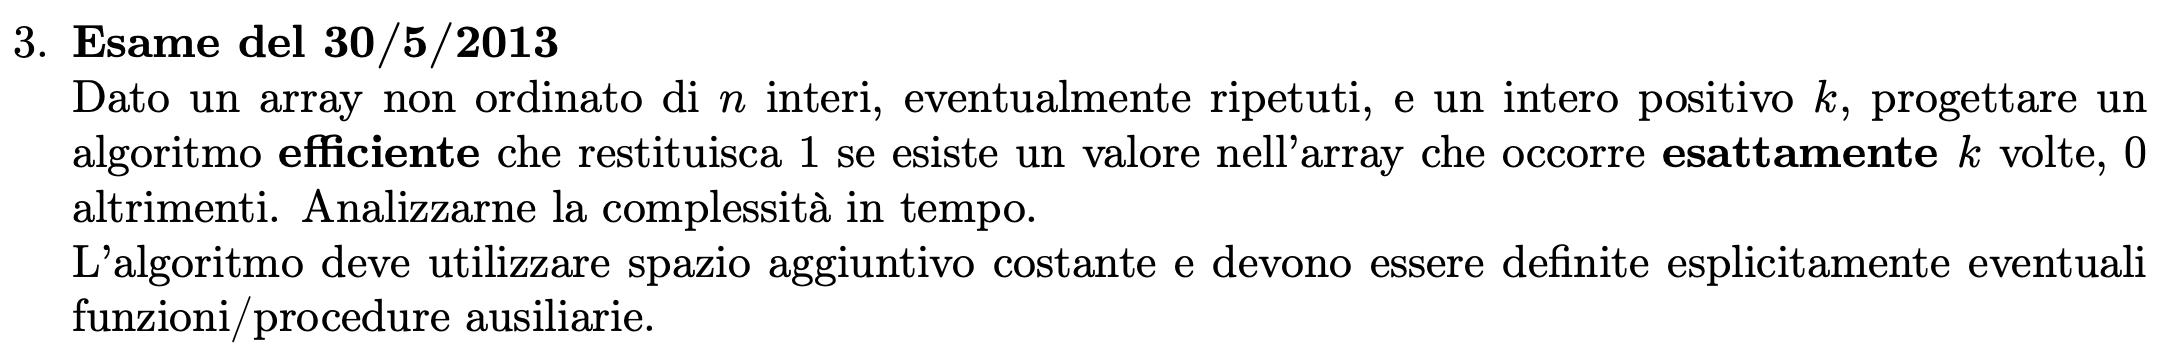 3. Esame del 30/5/2013
Dato un array non ordinato di n interi, eventualmente ripetuti, e un intero positivo k, progettare un
algoritmo efficiente che restituisca 1 se esiste un valore nell'array che occorre esattamente k volte, 0
altrimenti. Analizzarne la complessità in tempo.
L'algoritmo deve utilizzare spazio aggiuntivo costante e devono essere definite esplicitamente eventuali
funzioni/procedure ausiliarie.